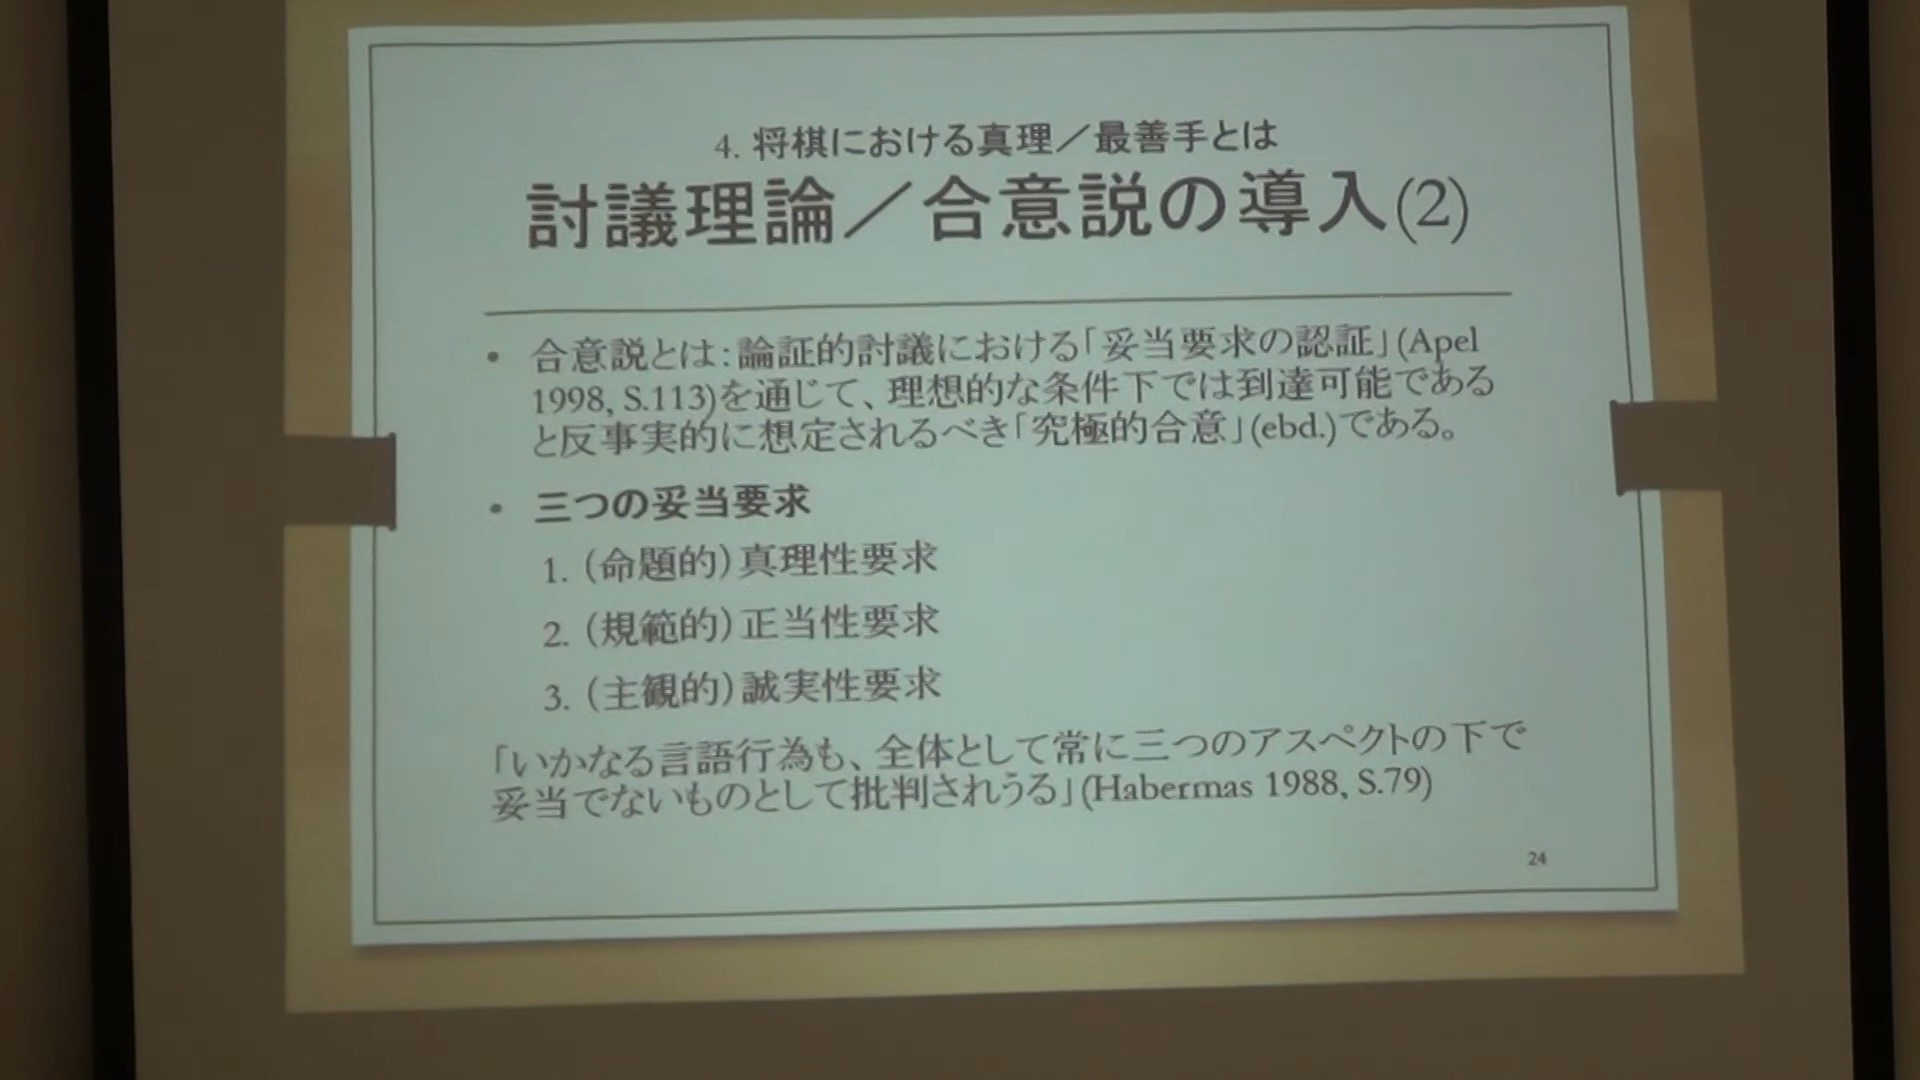 4. 将棋における真理／最善手とは
討議理論／合意説の導入(2)
• 合意説とは：論証的討議における「妥当要求の認証」(Apel
1998, S.113)を通じて、理想的な条件下では到達可能である
と反事実的に想定されるべき「究極的合意」(ebd.)である。
• 三つの妥当要求
1. （命題的）真理性要求
2. （規範的）正当性要求
3. （主観的）誠実性要求
「いかなる言語行為も、全体として常に三つのアスペクトの下で
妥当でないものとして批判されうる」(Habermas 1988, S.79)
24